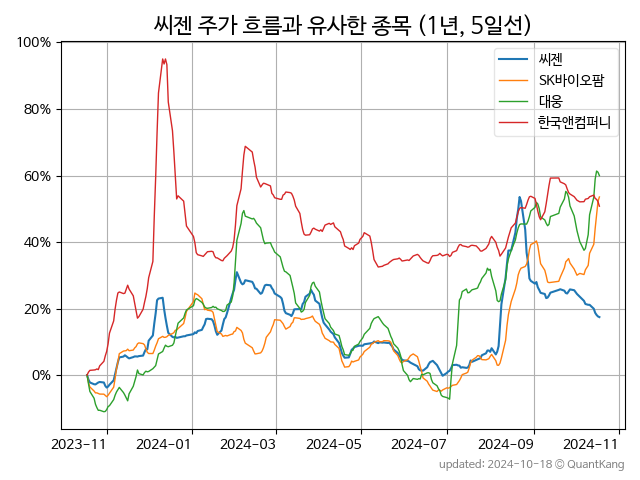 씨젠 주가 흐름과 유사한 종목 (1년, 5일선)
100%
80%
60%
40%
20%
0%
씨젠
SK바이오팜
대웅
한국앤컴퍼니
2023-11
2024-01
2024-03
2024-05
2024-07
2024-09
2024-11
updated: 2024-10-18 © QuantKang